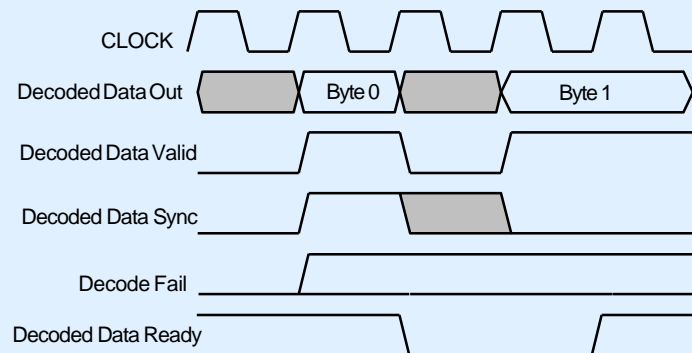 CLOCK
Decoded Data Out
Byte 0
Byte 1
Decoded Data Valid
Decoded Data Sync
Decode Fail
Decoded Data Ready